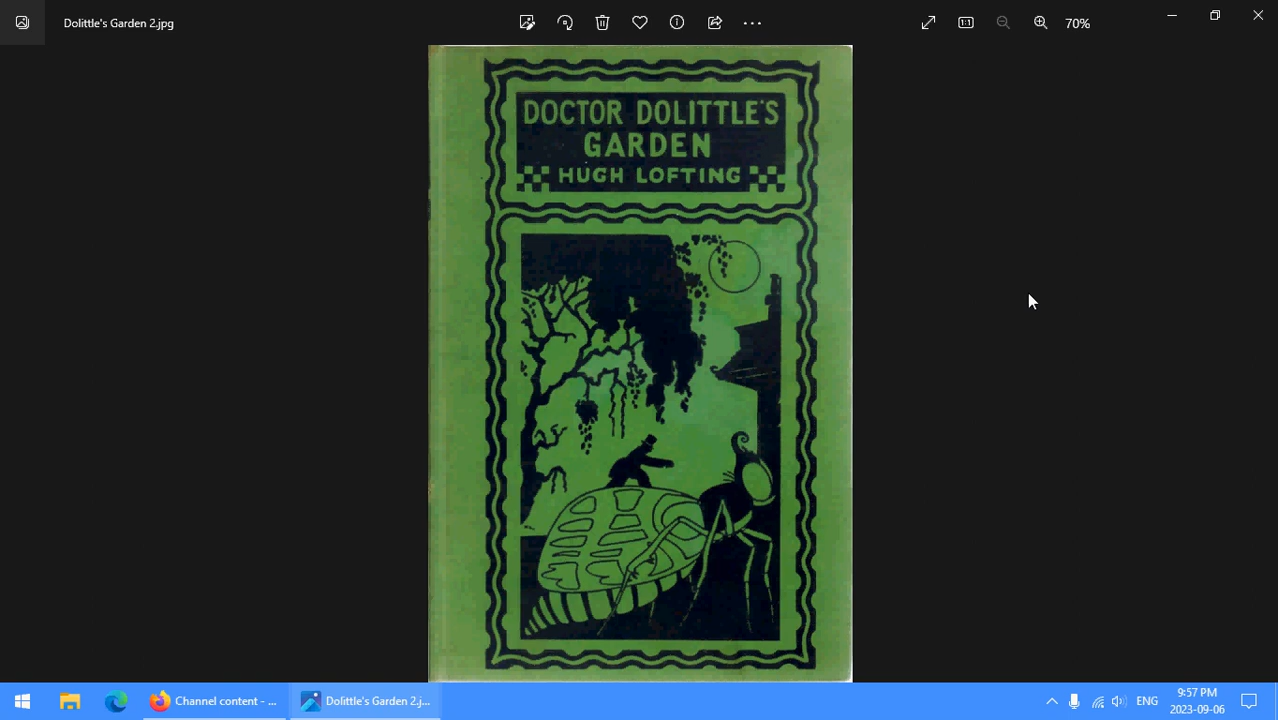 Dolittle's Garden 2.jpg
70%
DOCTOR DOLITTLE'S
GARDEN
HUGH LOFTING
Channel content - ...
Dolittle's Garden 2.j...
ENG
9:57 PM
2023-09-06